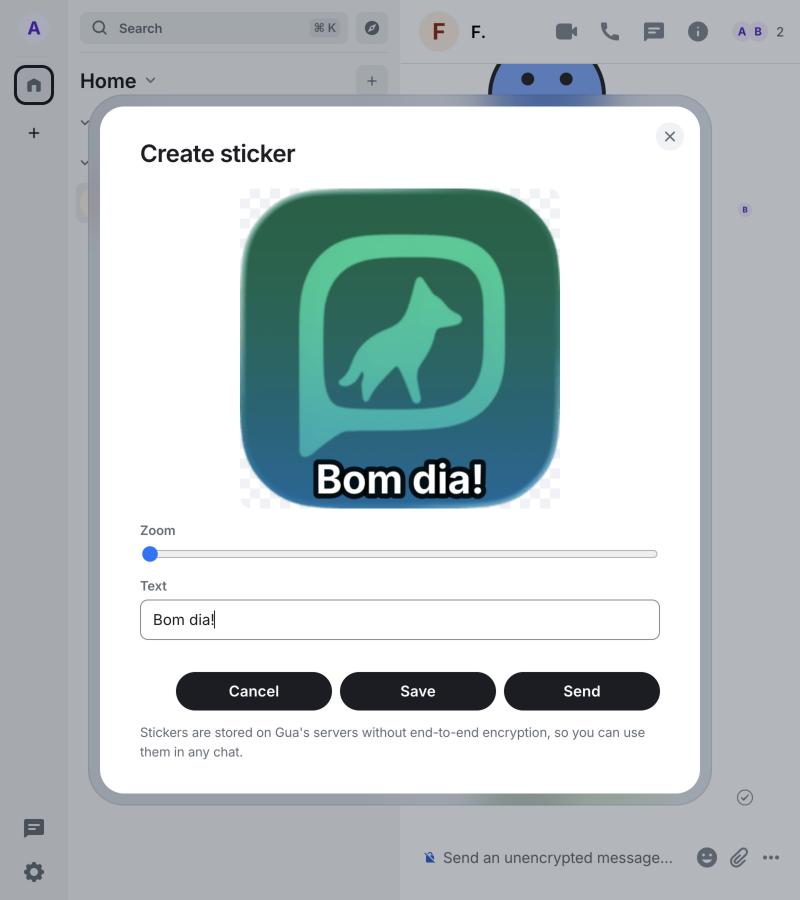 A
Search
⌘ K
Home
F
F.
A B 2
B
Create sticker
Bom dia!
Zoom
Text
Bom dia!
Cancel
Save
Send
Stickers are stored on Gua's servers without end-to-end encryption, so you can use
them in any chat.
Send an unencrypted message...